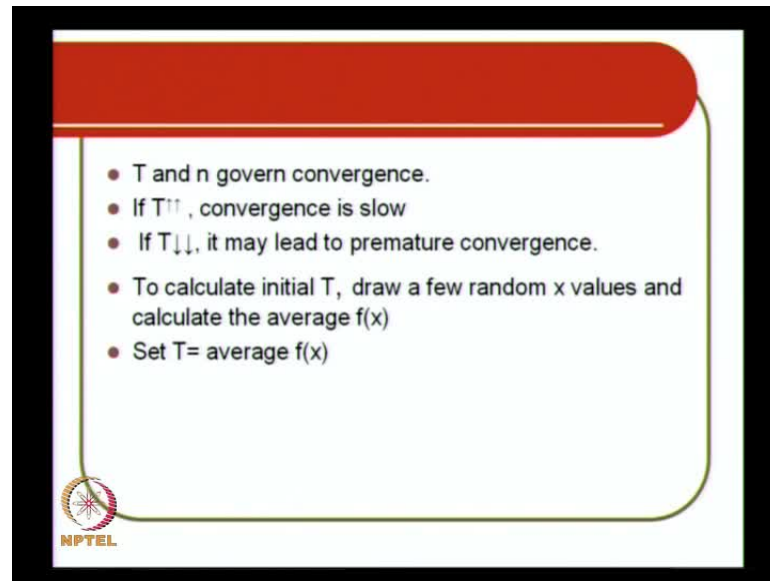 T and n govern convergence.
If T↑↑ , convergence is slow
If T↓↓, it may lead to premature convergence.
To calculate initial T, draw a few random x values and
calculate the average f(x)
Set T= average f(x)
NPTEL